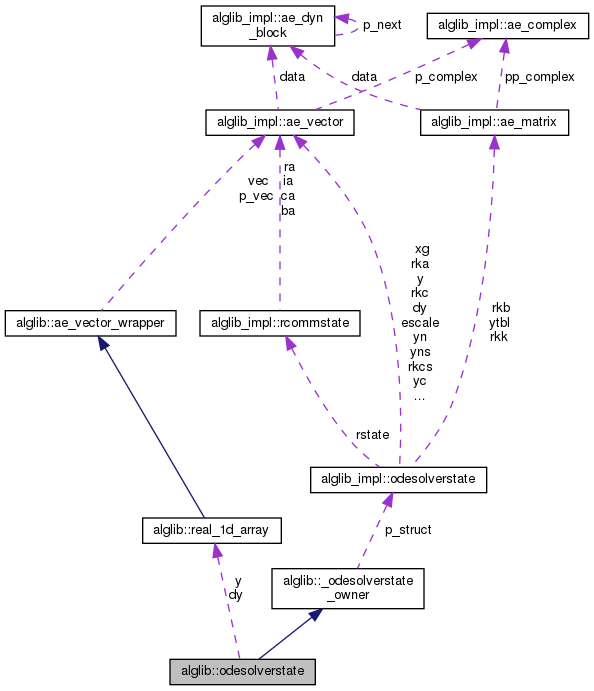 alglib_impl::ae_dyn
_block
alglib_impl::ae_complex
p_next
data
data
p_complex
pp_complex
alglib_impl::ae_vector
alglib_impl::ae_matrix
vec
p_vec
ra
ia
ca
ba
xg
rka
y
rkc
dy
escale
yn
yns
rkcs
yc
...
rkb
ytbl
rkk
alglib::ae_vector_wrapper
alglib_impl::rcommstate
rstate
alglib_impl::odesolverstate
alglib::real_1d_array
p_struct
y
dy
alglib::_odesolverstate
_owner
alglib::odesolverstate